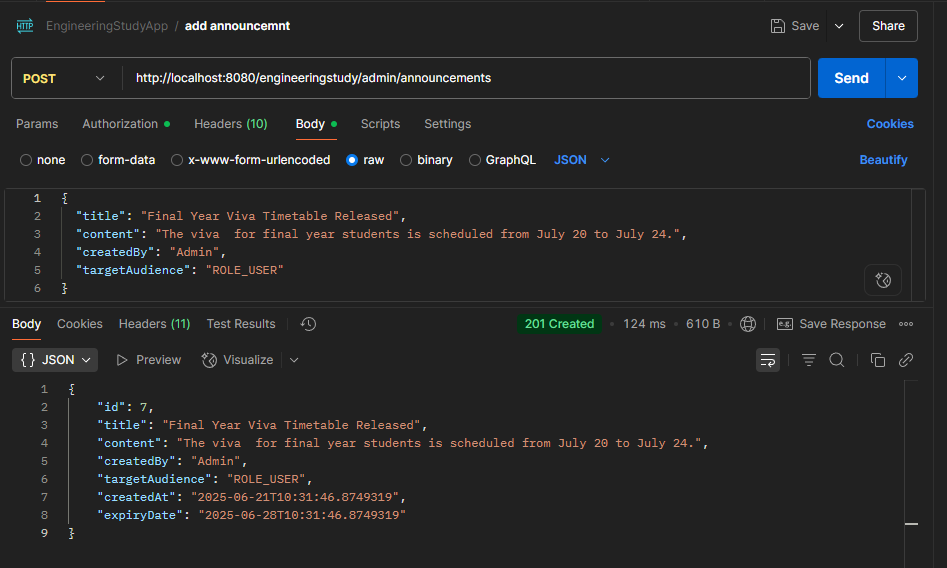 HTTP EngineeringStudyApp / add announcemnt Save Share
POST http://localhost:8080/engineeringstudy/admin/announcements Send
Params Authorization Headers (10) Body Scripts Settings Cookies
none form-data x-www-form-urlencoded raw binary GraphQL JSON Beautify
1 {
2 "title": "Final Year Viva Timetable Released",
3 "content": "The viva  for final year students is scheduled from July 20 to July 24.",
4 "createdBy": "Admin",
5 "targetAudience": "ROLE_USER"
6 }
Body Cookies Headers (11) Test Results 201 Created • 124 ms • 610 B • e.g. Save Response
{} JSON Preview Visualize
1 {
2 "id": 7,
3 "title": "Final Year Viva Timetable Released",
4 "content": "The viva  for final year students is scheduled from July 20 to July 24.",
5 "createdBy": "Admin",
6 "targetAudience": "ROLE_USER",
7 "createdAt": "2025-06-21T10:31:46.8749319",
8 "expiryDate": "2025-06-28T10:31:46.8749319"
9 }